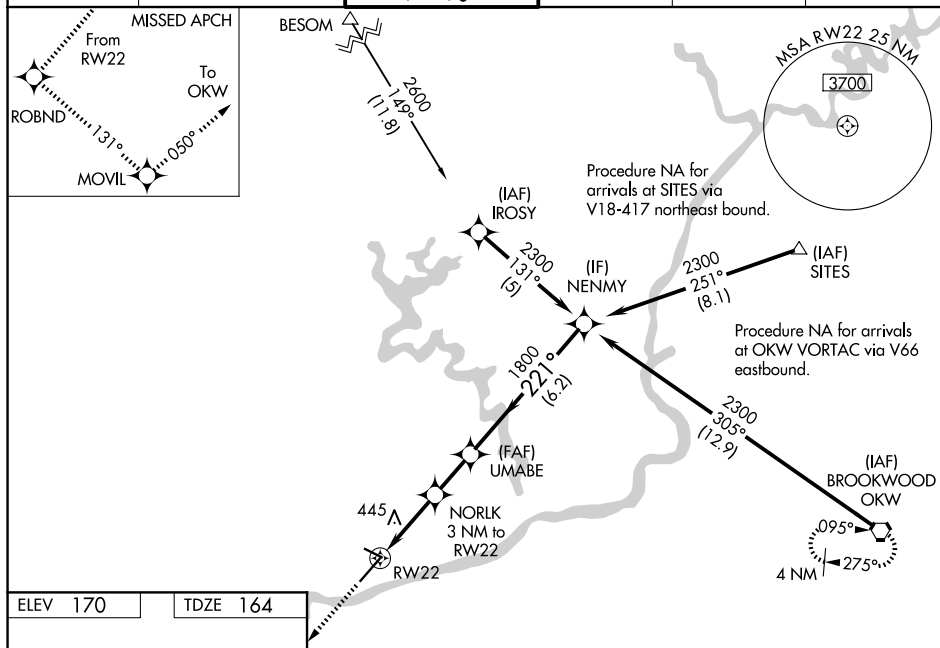 MISSED APCH
From
RW22
To
OKW
ROBND
131°
050°
MOVIL
BESOM
2600
149°
(11.8)
MSA RW22 25 NM
3700
Procedure NA for
arrivals at SITES via
V18-417 northeast bound.
(IAF)
IROSY
2300
131°
(5)
(IF)
NENMY
2300
251°
(8.1)
(IAF)
SITES
Procedure NA for arrivals
at OKW VORTAC via V66
eastbound.
1800
221°
(6.2)
2300
305°
(12.9)
(FAF)
UMABE
(IAF)
BROOKWOOD
OKW
445
NORLK
3 NM to
RW22
095°
275°
4 NM
RW22
ELEV 170
TDZE 164